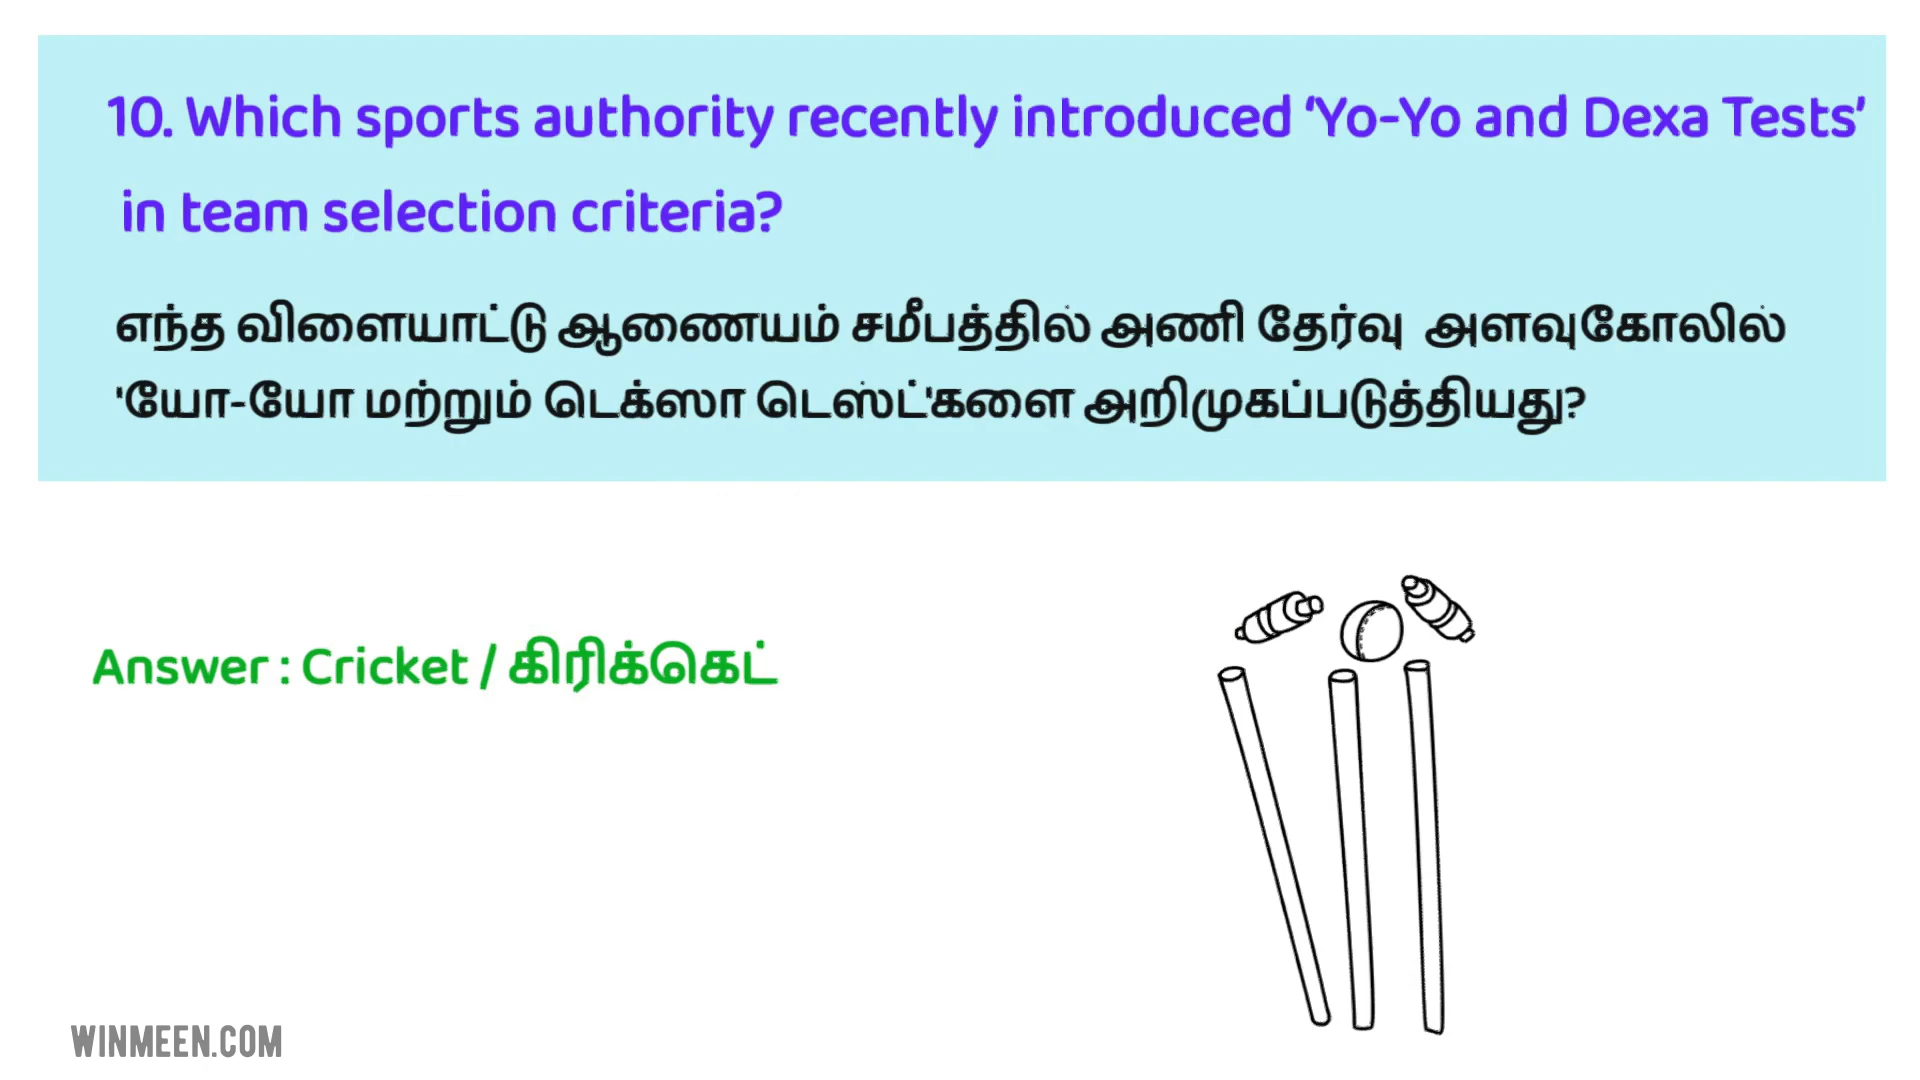 10. Which sports authority recently introduced ‘Yo-Yo and Dexa Tests’
in team selection criteria?
எந்த விளையாட்டு ஆணையம் சமீபத்தில் அணி தேர்வு அளவுகோலில்
'யோ-யோ மற்றும் டெக்ஸா டெஸ்ட்'களை அறிமுகப்படுத்தியது?
Answer : Cricket / கிரிக்கெட்
WINMEEN.COM